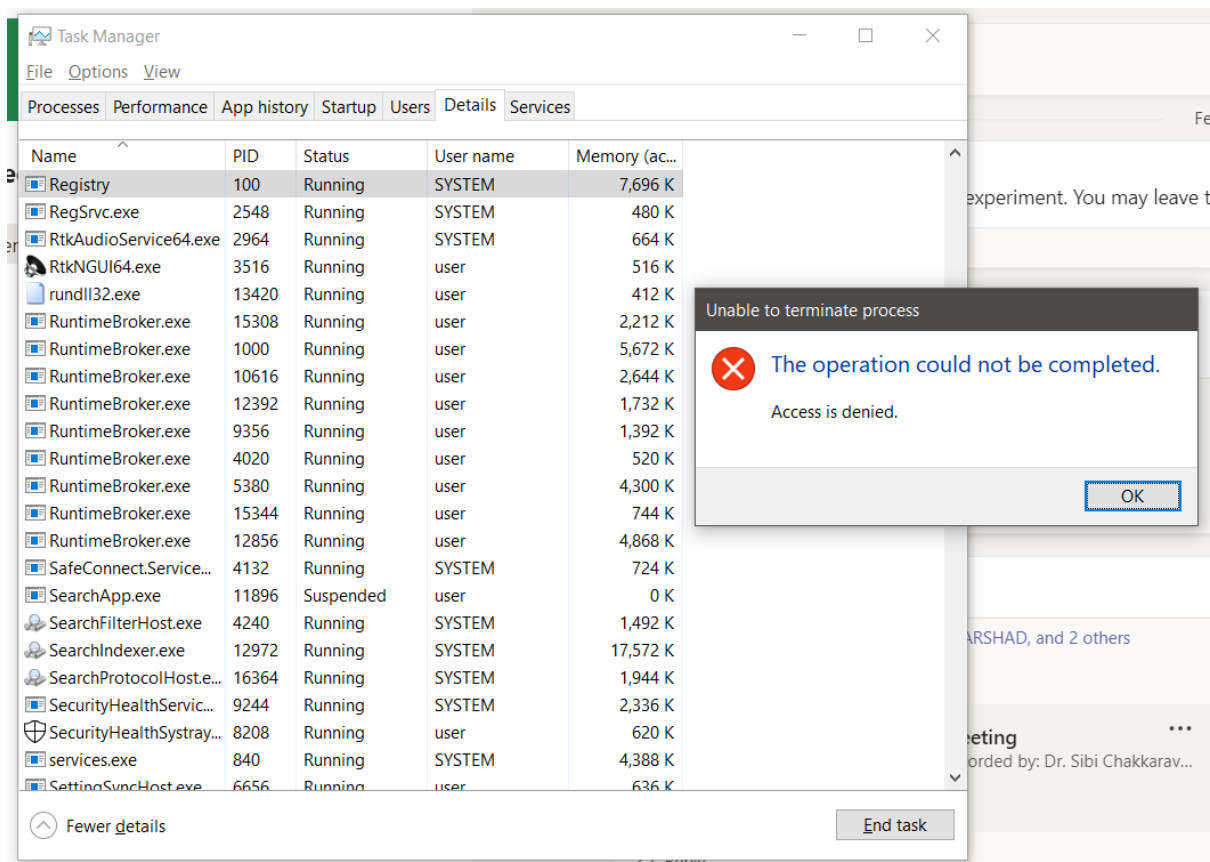 Task Manager
File Options View
Processes Performance App history Startup Users Details Services
Name PID Status User name Memory (ac...
Registry 100 Running SYSTEM 7,696 K
RegSrvc.exe 2548 Running SYSTEM 480 K
RtkAudioService64.exe 2964 Running SYSTEM 664 K
RtkNGUI64.exe 3516 Running user 516 K
rundll32.exe 13420 Running user 412 K
RuntimeBroker.exe 15308 Running user 2,212 K
RuntimeBroker.exe 1000 Running user 5,672 K
RuntimeBroker.exe 10616 Running user 2,644 K
RuntimeBroker.exe 12392 Running user 1,732 K
RuntimeBroker.exe 9356 Running user 1,392 K
RuntimeBroker.exe 4020 Running user 520 K
RuntimeBroker.exe 5380 Running user 4,300 K
RuntimeBroker.exe 15344 Running user 744 K
RuntimeBroker.exe 12856 Running user 4,868 K
SafeConnect.Service... 4132 Running SYSTEM 724 K
SearchApp.exe 11896 Suspended user 0 K
SearchFilterHost.exe 4240 Running SYSTEM 1,492 K
SearchIndexer.exe 12972 Running SYSTEM 17,572 K
SearchProtocolHost.e... 16364 Running SYSTEM 1,944 K
SecurityHealthServic... 9244 Running SYSTEM 2,336 K
SecurityHealthSystray... 8208 Running user 620 K
services.exe 840 Running SYSTEM 4,388 K
SettingSyncHost.exe 6656 Running user 636 K
Fewer details
End task
Unable to terminate process
The operation could not be completed.
Access is denied.
OK
Fe
experiment. You may leave t
ARSHAD, and 2 others
eeting
orded by: Dr. Sibi Chakkarav...